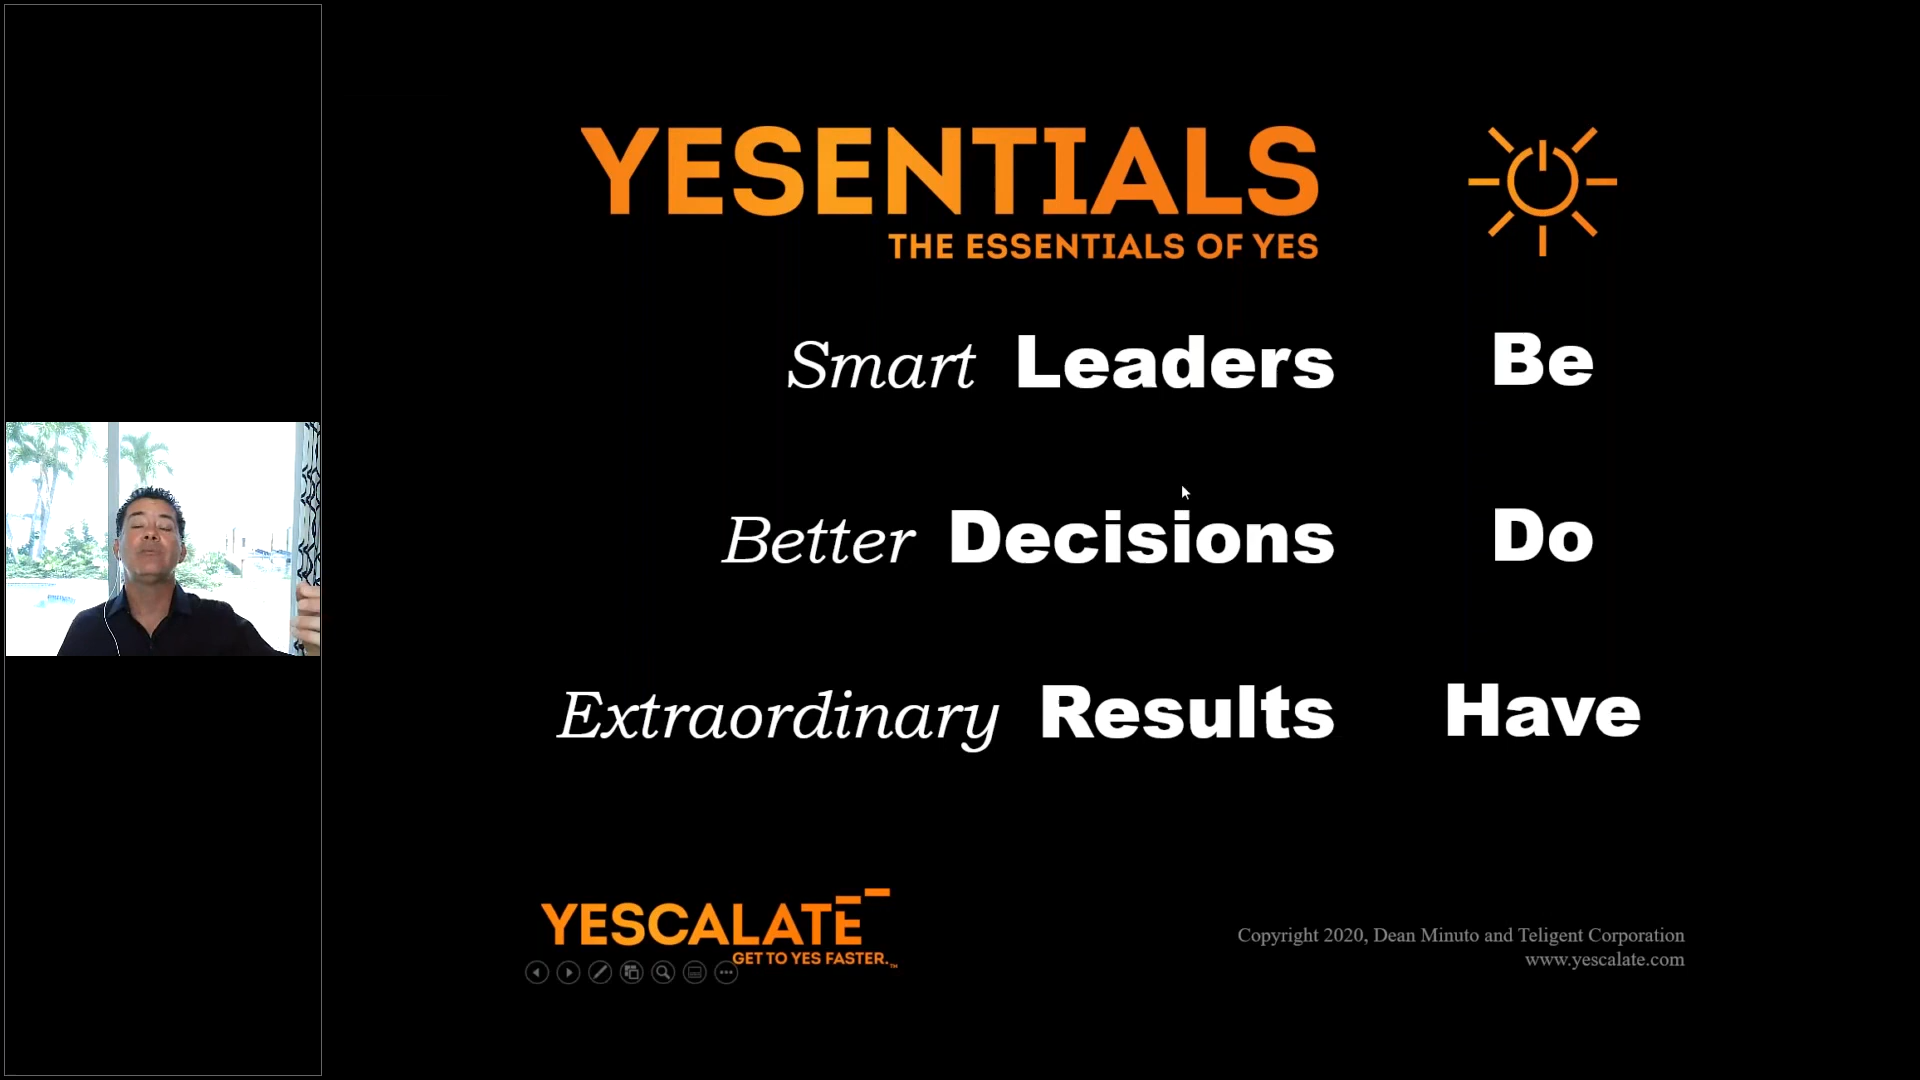 YESENTIALS
THE ESSENTIALS OF YES
Smart Leaders Be
Better Decisions Do
Extraordinary Results Have
YESCALATE
GET TO YES FASTER.™
Copyright 2020, Dean Minuto and Teligent Corporation
www.yescalate.com